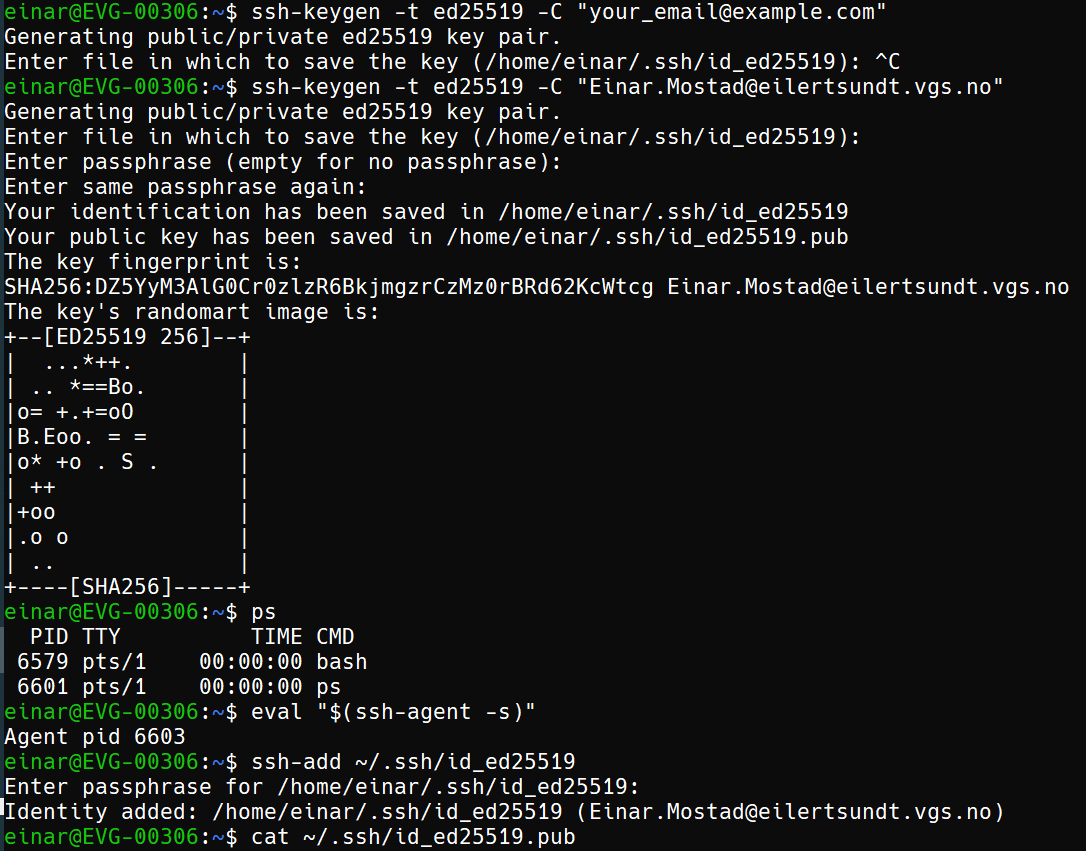 einar@EVG-00306:~$ ssh-keygen -t ed25519 -C "your_email@example.com"
Generating public/private ed25519 key pair.
Enter file in which to save the key (/home/einar/.ssh/id_ed25519): ^C
einar@EVG-00306:~$ ssh-keygen -t ed25519 -C "Einar.Mostad@eilertsundt.vgs.no"
Generating public/private ed25519 key pair.
Enter file in which to save the key (/home/einar/.ssh/id_ed25519):
Enter passphrase (empty for no passphrase):
Enter same passphrase again:
Your identification has been saved in /home/einar/.ssh/id_ed25519
Your public key has been saved in /home/einar/.ssh/id_ed25519.pub
The key fingerprint is:
SHA256:DZ5YyM3AlG0Cr0zlzR6BkjmgzrCzMz0rBRd62KcWtcg Einar.Mostad@eilertsundt.vgs.no
The key's randomart image is:
+--[ED25519 256]--+
|  ...*++.        |
| .. *==Bo.       |
|o= +.+=oO        |
|B.Eoo. = =       |
|o* +o . S .      |
| ++              |
|+oo              |
|.o o             |
| ..              |
+----[SHA256]-----+
einar@EVG-00306:~$ ps
  PID TTY          TIME CMD
 6579 pts/1    00:00:00 bash
 6601 pts/1    00:00:00 ps
einar@EVG-00306:~$ eval "$(ssh-agent -s)"
Agent pid 6603
einar@EVG-00306:~$ ssh-add ~/.ssh/id_ed25519
Enter passphrase for /home/einar/.ssh/id_ed25519:
Identity added: /home/einar/.ssh/id_ed25519 (Einar.Mostad@eilertsundt.vgs.no)
einar@EVG-00306:~$ cat ~/.ssh/id_ed25519.pub